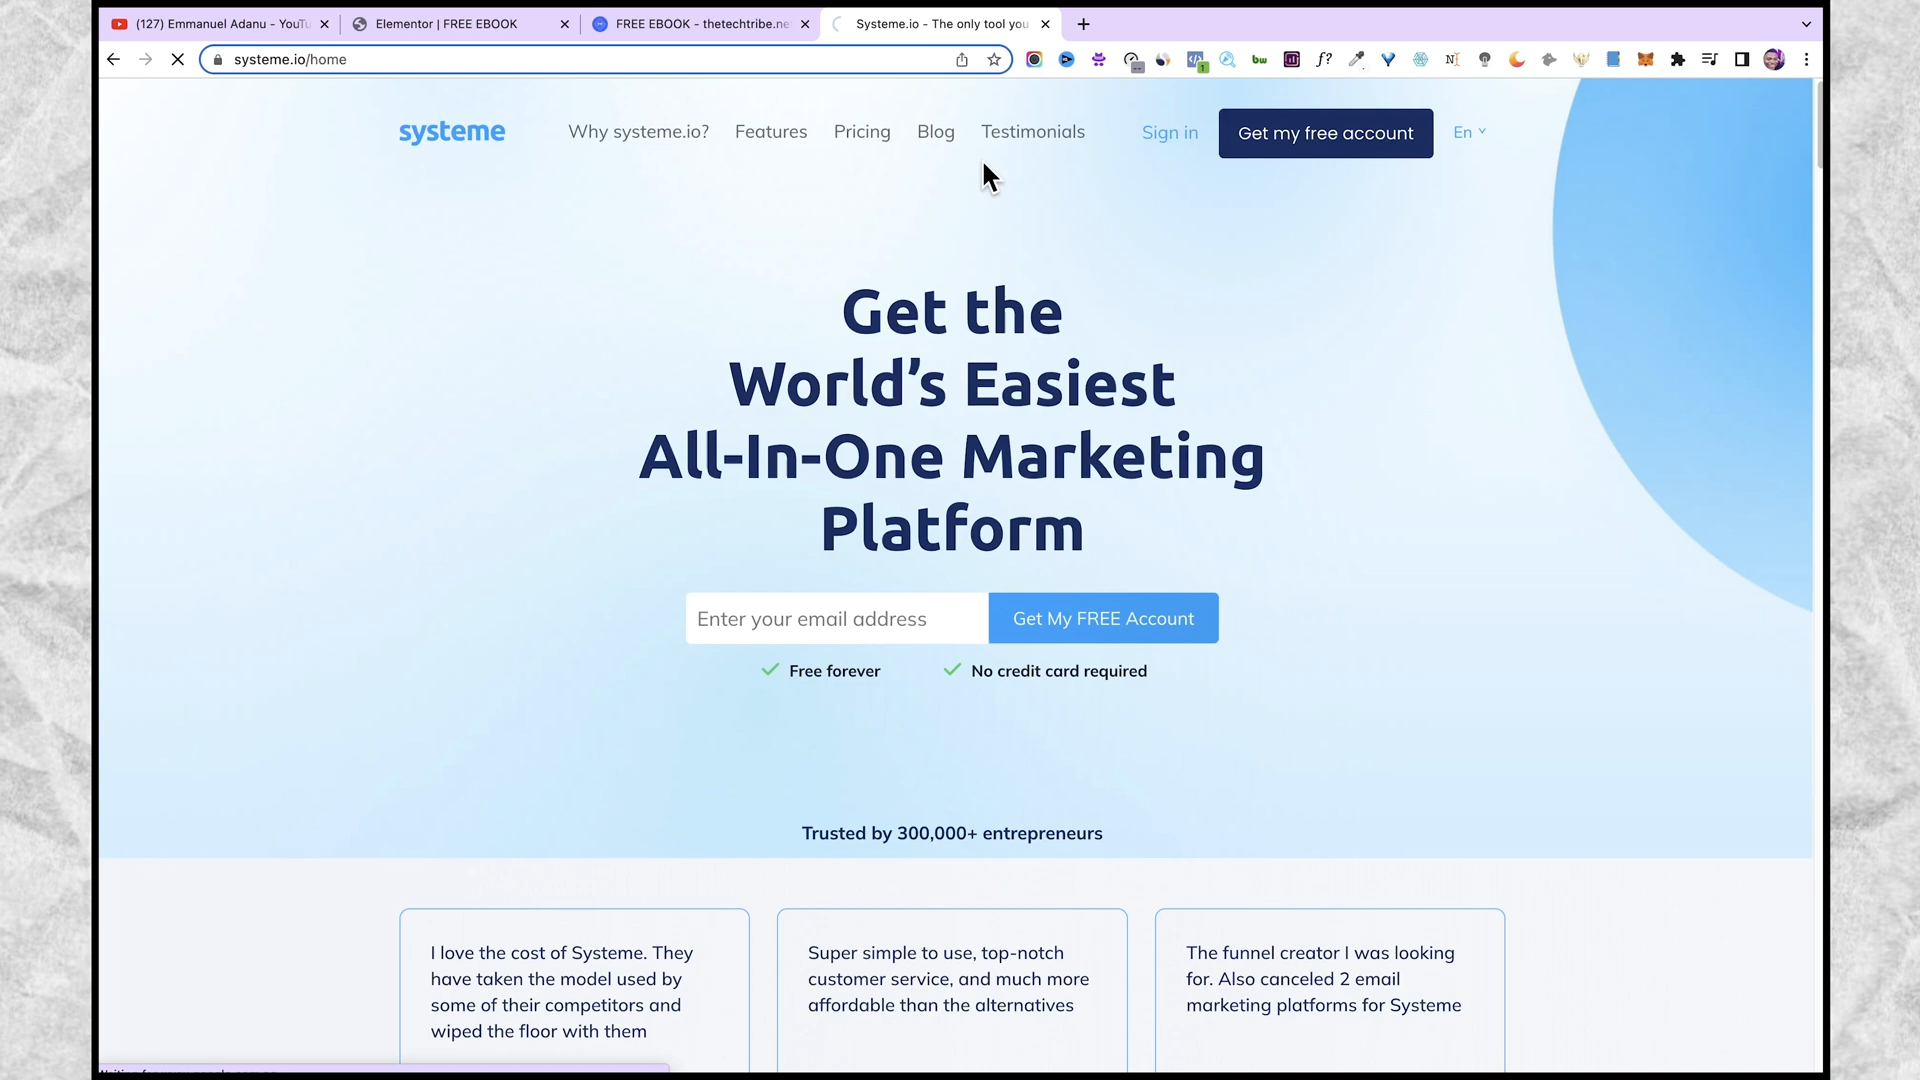 (127) Emmanuel Adanu - YouTu
Elementor | FREE EBOOK
FREE EBOOK - thetechtribe.ne
Systeme.io - The only tool you
systeme.io/home
systeme
Why systeme.io?
Features
Pricing
Blog
Testimonials
Sign in
Get my free account
En
Get the
World's Easiest
All-In-One Marketing
Platform
Enter your email address
Get My FREE Account
Free forever
No credit card required
Trusted by 300,000+ entrepreneurs
I love the cost of Systeme. They
have taken the model used by
some of their competitors and
wiped the floor with them
Super simple to use, top-notch
customer service, and much more
affordable than the alternatives
The funnel creator I was looking
for. Also canceled 2 email
marketing platforms for Systeme